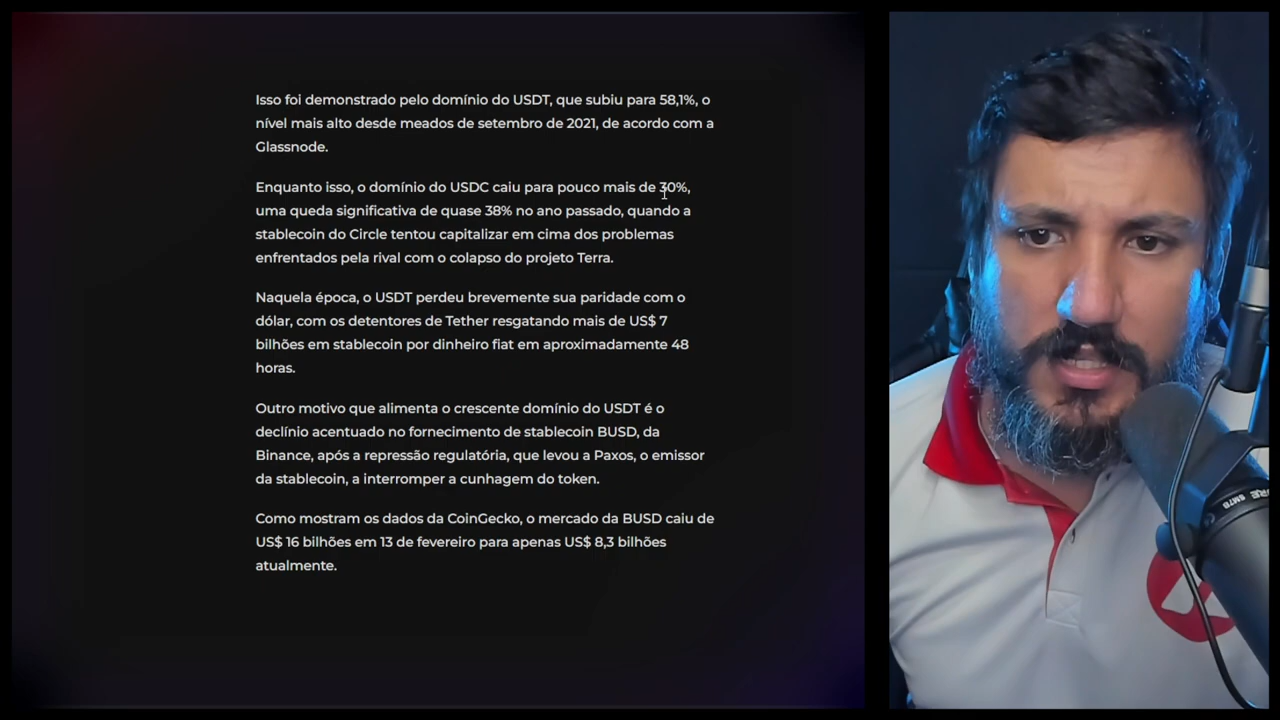 Isso foi demonstrado pelo domínio do USDT, que subiu para 58,1%, o
nível mais alto desde meados de setembro de 2021, de acordo com a
Glassnode.
Enquanto isso, o domínio do USDC caiu para pouco mais de 30%,
uma queda significativa de quase 38% no ano passado, quando a
stablecoin do Circle tentou capitalizar em cima dos problemas
enfrentados pela rival com o colapso do projeto Terra.
Naquela época, o USDT perdeu brevemente sua paridade com o
dólar, com os detentores de Tether resgatando mais de US$ 7
bilhões em stablecoin por dinheiro fiat em aproximadamente 48
horas.
Outro motivo que alimenta o crescente domínio do USDT é o
declínio acentuado no fornecimento de stablecoin BUSD, da
Binance, após a repressão regulatória, que levou a Paxos, o emissor
da stablecoin, a interromper a cunhagem do token.
Como mostram os dados da CoinGecko, o mercado da BUSD caiu de
US$ 16 bilhões em 13 de fevereiro para apenas US$ 8,3 bilhões
atualmente.
SM7B